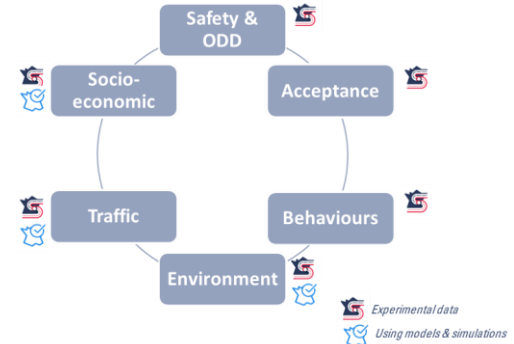 Safety &
ODD
Socio-
economic
Acceptance
Traffic
Behaviours
Environment
Experimental data
Using models & simulations